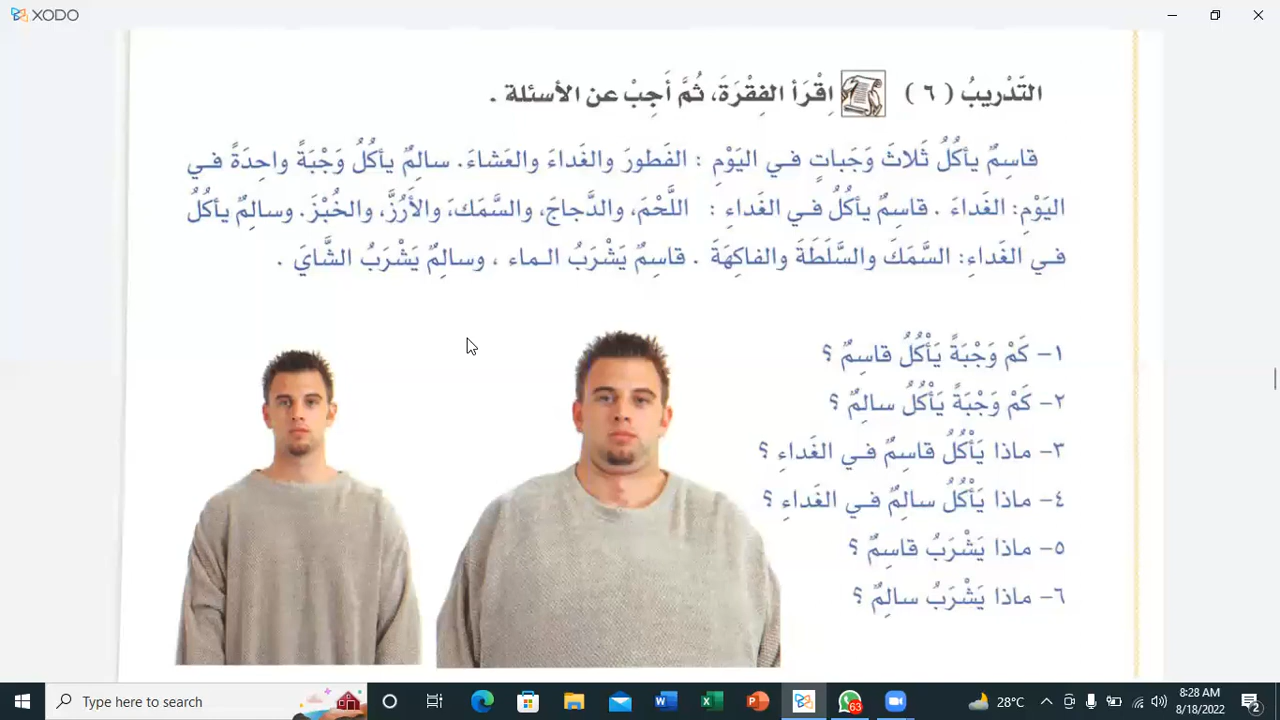 XODO
التَّدْريبُ (٦) اِقْرَأ الفِقْرَةَ، ثُمَّ أَجِبْ عن الأسئلة .
قاسِمٌ يأكُلُ ثَلاثَ وَجَباتٍ في اليَوْمِ : الفَطورَ والغَداءَ والعَشاءَ. سالِمٌ يأكُلُ وَجْبَةً واحِدَةً في
اليَوْمِ: الغَداءَ . قاسِمٌ يأكُلُ في الغَداءِ : اللَّحْمَ، والدَّجاجَ، والسَّمَكَ، والأَرُزَّ، والخُبْزَ. وسالِمٌ يأكُلُ
في الغَداءِ: السَّمَكَ والسَّلَطَةَ والفاكِهَةَ . قاسِمٌ يَشْرَبُ الماء ، وسالِمٌ يَشْرَبُ الشَّايَ .
١- كَمْ وَجْبَةً يَأْكُلُ قاسِمٌ ؟
٢- كَمْ وَجْبَةً يَأْكُلُ سالِمٌ ؟
٣- ماذا يَأْكُلُ قاسِمٌ في الغَداءِ ؟
٤- ماذا يَأْكُلُ سالِمٌ في الغَداءِ ؟
٥- ماذا يَشْرَبُ قاسِمٌ ؟
٦- ماذا يَشْرَبُ سالِمٌ ؟
Type here to search
63
28°C
8:28 AM
8/18/2022
2